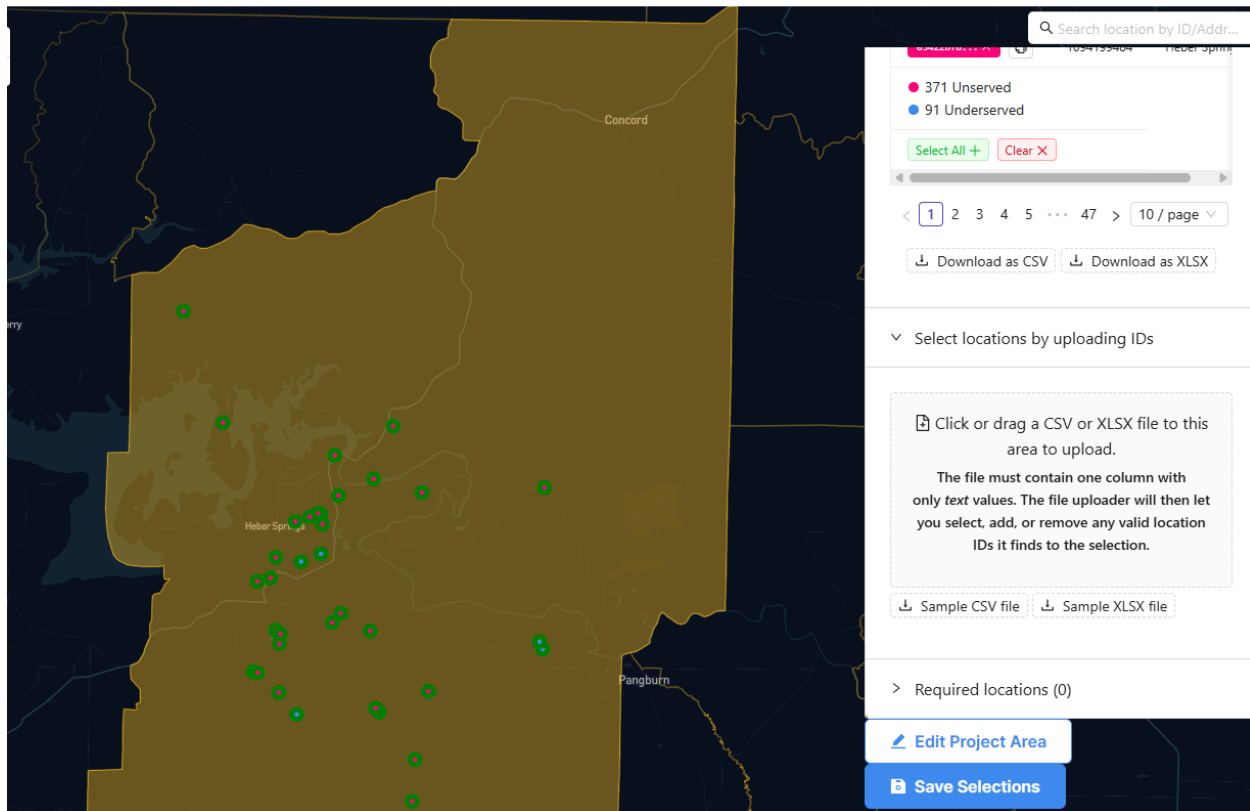 Search location by ID/Addr...
1094199484
Heber Spring
371 Unserved
91 Underserved
Select All +
Clear X
1 2 3 4 5 ••• 47 10 / page
Download as CSV
Download as XLSX
Select locations by uploading IDs
Click or drag a CSV or XLSX file to this
area to upload.
The file must contain one column with
only text values. The file uploader will then let
you select, add, or remove any valid location
IDs it finds to the selection.
Sample CSV file
Sample XLSX file
Required locations (0)
Edit Project Area
Save Selections
Concord
erry
Heber Springs
Pangburn